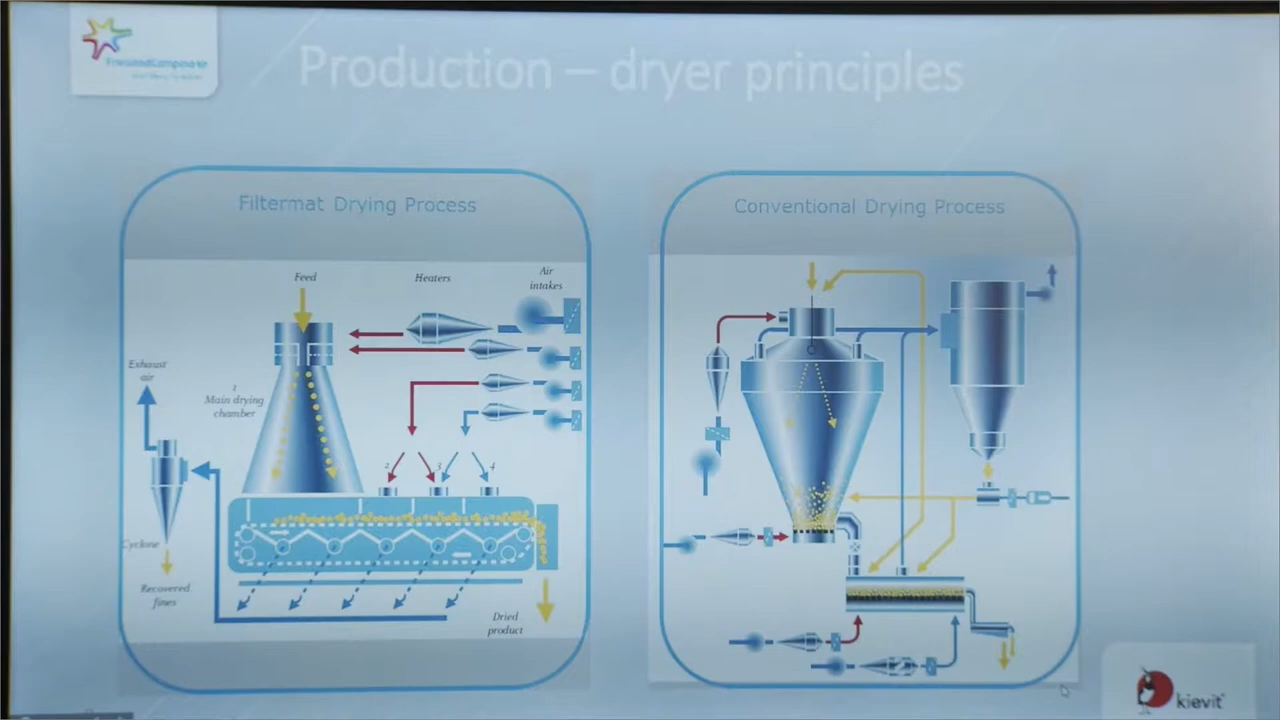 Production – dryer principles
Filtermat Drying Process
Feed
Heaters
Air
intakes
Exhaust
air
1
Main drying
chamber
2
3
4
Cyclone
Recovered
fines
Dried
product
Conventional Drying Process
kievit